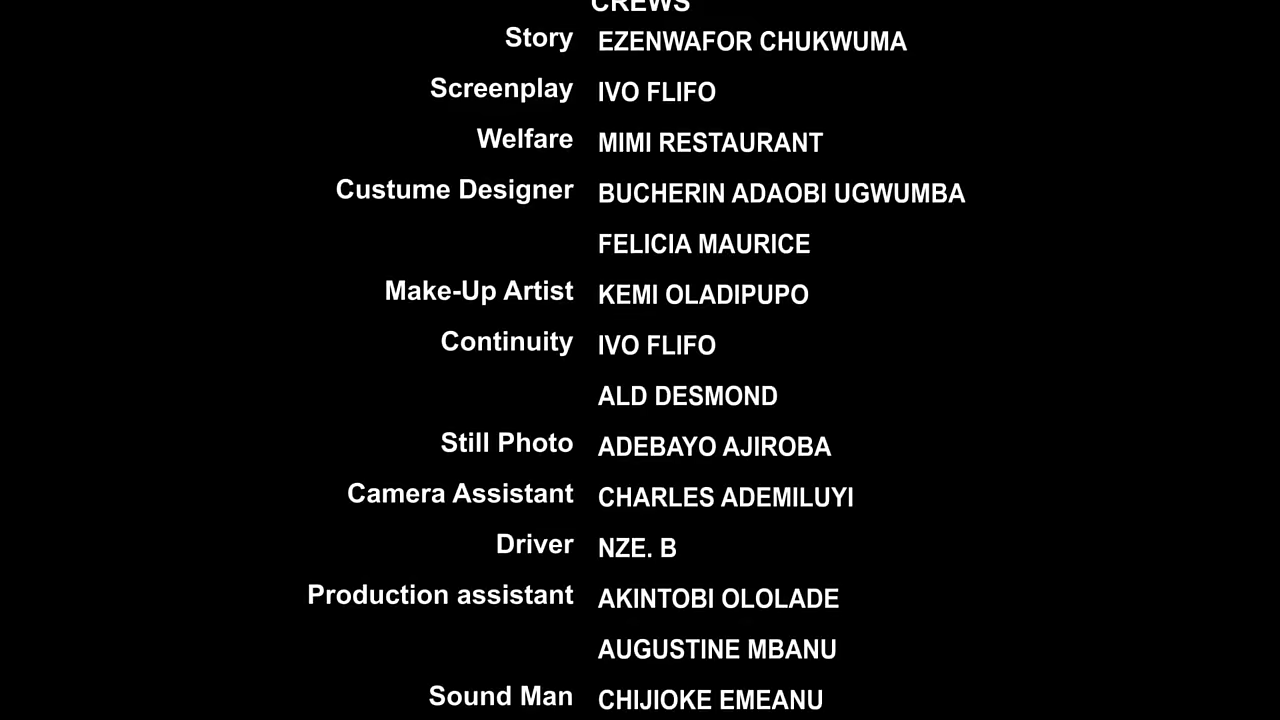 CREWS
Story EZENWAFOR CHUKWUMA
Screenplay IVO FLIFO
Welfare MIMI RESTAURANT
Custume Designer BUCHERIN ADAOBI UGWUMBA
FELICIA MAURICE
Make-Up Artist KEMI OLADIPUPO
Continuity IVO FLIFO
ALD DESMOND
Still Photo ADEBAYO AJIROBA
Camera Assistant CHARLES ADEMILUYI
Driver NZE. B
Production assistant AKINTOBI OLOLADE
AUGUSTINE MBANU
Sound Man CHIJIOKE EMEANU